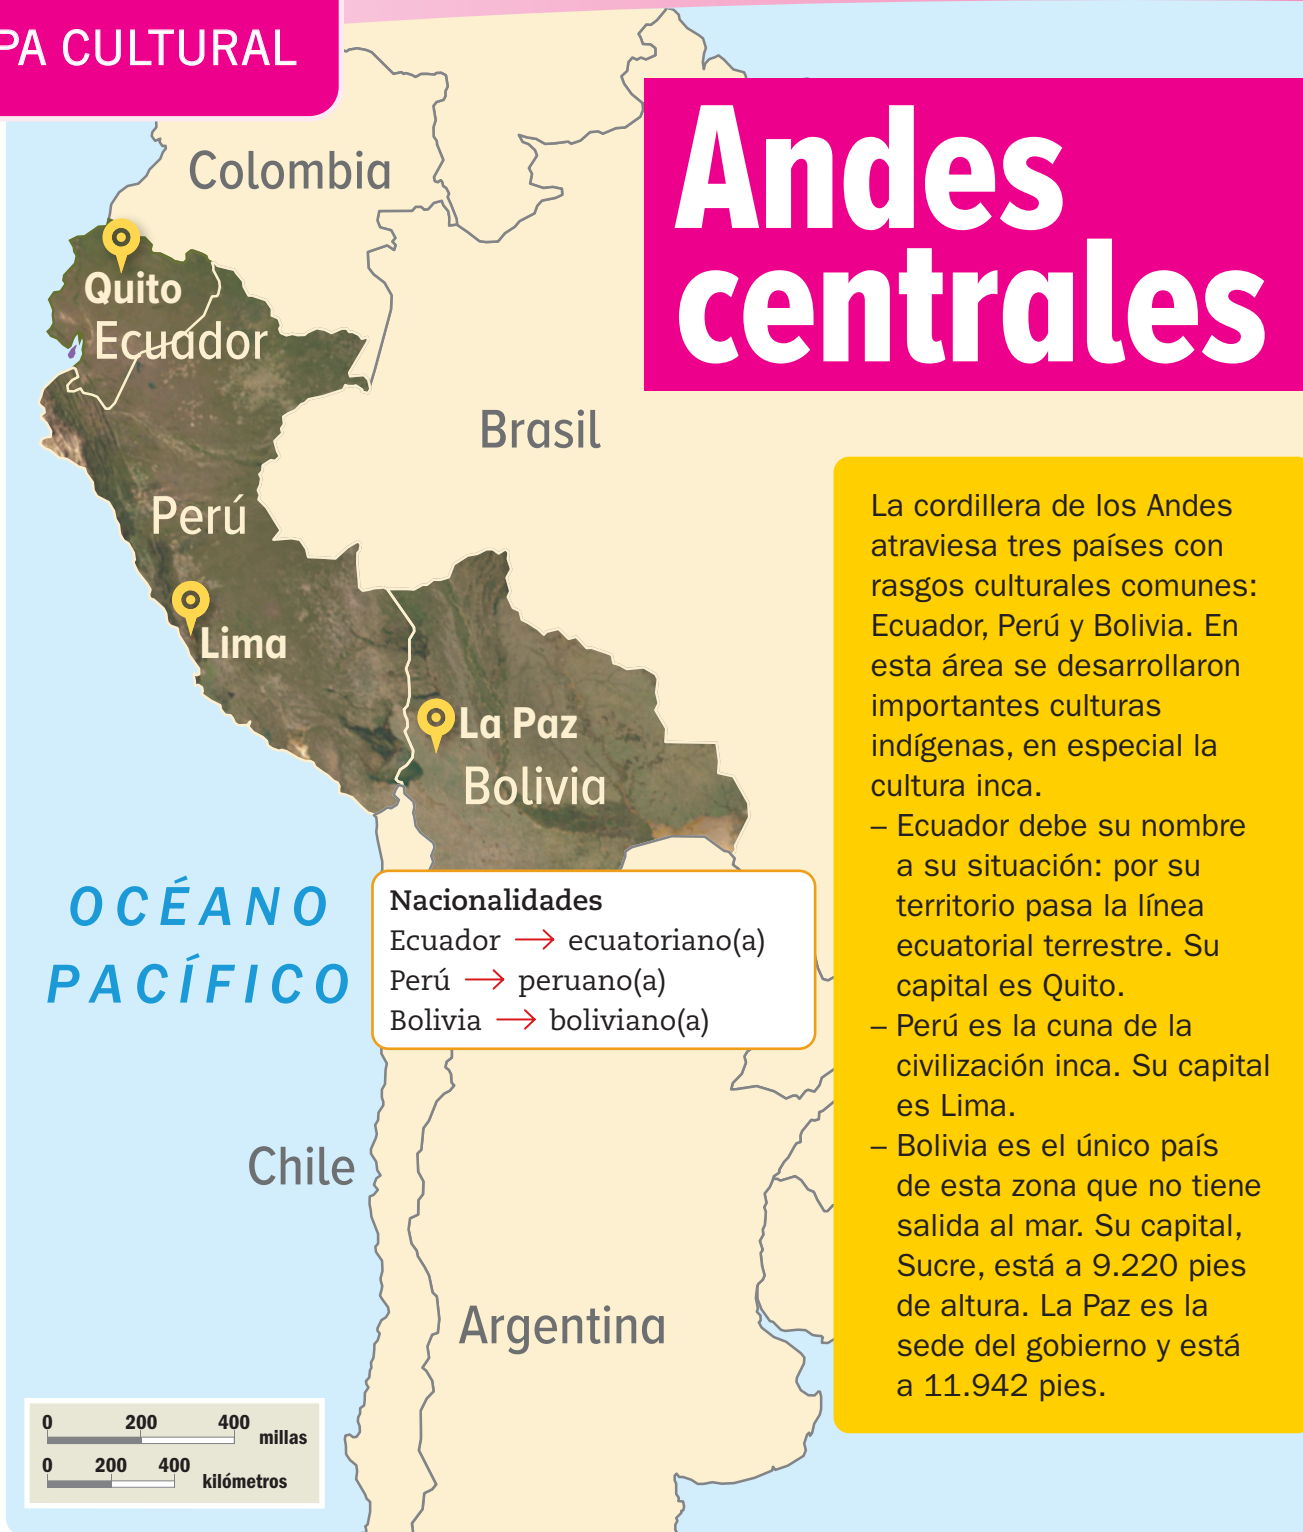 PA CULTURAL
Andes
centrales
Colombia
Quito
Ecuador
Brasil
Perú
Lima
La Paz
Bolivia
OCÉANO
PACÍFICO
Chile
Argentina
Nacionalidades
Ecuador → ecuatoriano(a)
Perú → peruano(a)
Bolivia → boliviano(a)
La cordillera de los Andes
atraviesa tres países con
rasgos culturales comunes:
Ecuador, Perú y Bolivia. En
esta área se desarrollaron
importantes culturas
indígenas, en especial la
cultura inca.
– Ecuador debe su nombre
a su situación: por su
territorio pasa la línea
ecuatorial terrestre. Su
capital es Quito.
– Perú es la cuna de la
civilización inca. Su capital
es Lima.
– Bolivia es el único país
de esta zona que no tiene
salida al mar. Su capital,
Sucre, está a 9.220 pies
de altura. La Paz es la
sede del gobierno y está
a 11.942 pies.
0 200 400 millas
0 200 400 kilómetros